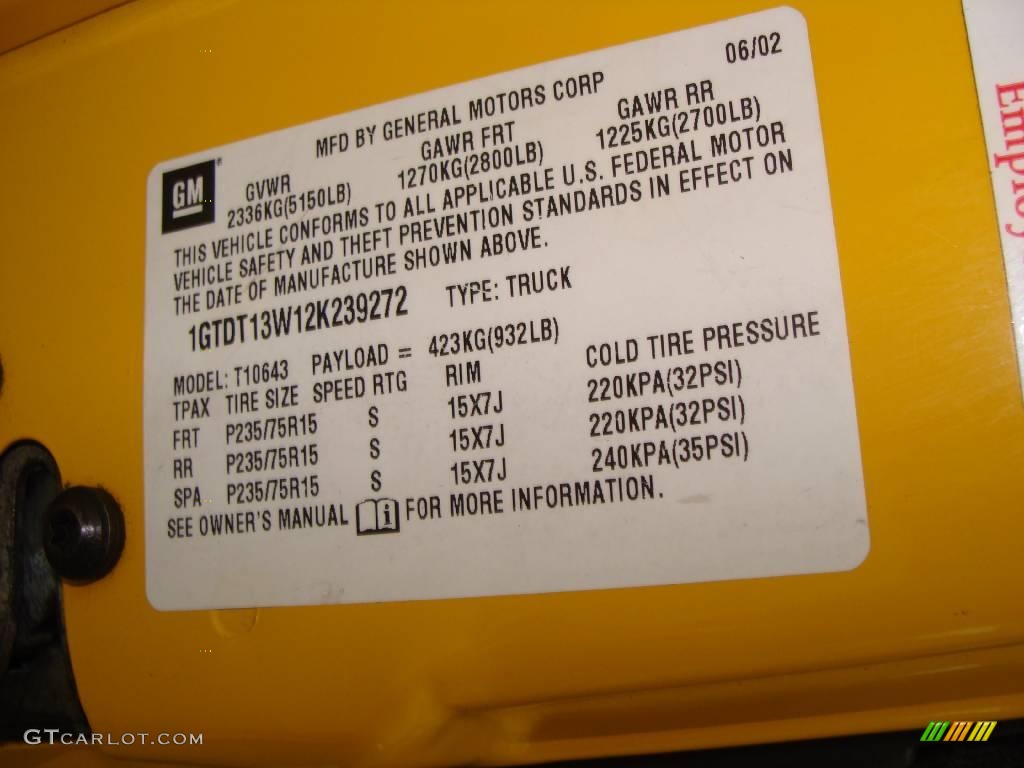 06/02
MFD BY GENERAL MOTORS CORP
GM
GVWR GAWR FRT GAWR RR
2336KG(5150LB) 1270KG(2800LB) 1225KG(2700LB)
THIS VEHICLE CONFORMS TO ALL APPLICABLE U.S. FEDERAL MOTOR
VEHICLE SAFETY AND THEFT PREVENTION STANDARDS IN EFFECT ON
THE DATE OF MANUFACTURE SHOWN ABOVE.
1GTDT13W12K239272 TYPE: TRUCK
MODEL: T10643 PAYLOAD = 423KG(932LB)
TPAX TIRE SIZE SPEED RTG RIM COLD TIRE PRESSURE
FRT P235/75R15 S 15X7J 220KPA(32PSI)
RR P235/75R15 S 15X7J 220KPA(32PSI)
SPA P235/75R15 S 15X7J 240KPA(35PSI)
SEE OWNER'S MANUAL i FOR MORE INFORMATION.
GTCARLOT.COM